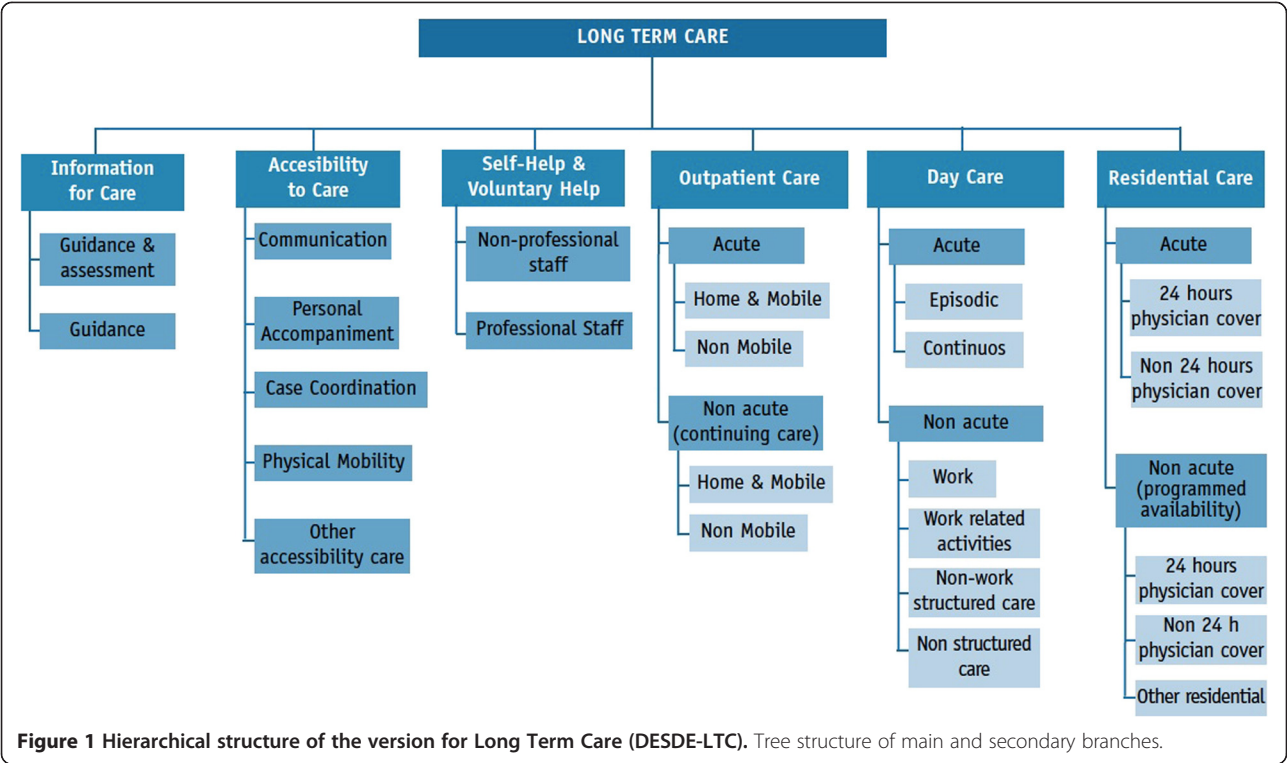 LONG TERM CARE
Information
for Care
Guidance &
assessment
Guidance
Accesibility
to Care
Communication
Personal
Accompaniment
Case Coordination
Physical Mobility
Other
accessibility care
Self-Help &
Voluntary Help
Non-professional
staff
Professional Staff
Outpatient Care
Acute
Home & Mobile
Non Mobile
Non acute
(continuing care)
Home & Mobile
Non Mobile
Day Care
Acute
Episodic
Continuos
Non acute
Work
Work related
activities
Non-work
structured care
Non structured
care
Residential Care
Acute
24 hours
physician cover
Non 24 hours
physician cover
Non acute
(programmed
availability)
24 hours
physician cover
Non 24 h
physician cover
Other residential
Figure 1 Hierarchical structure of the version for Long Term Care (DESDE-LTC). Tree structure of main and secondary branches.